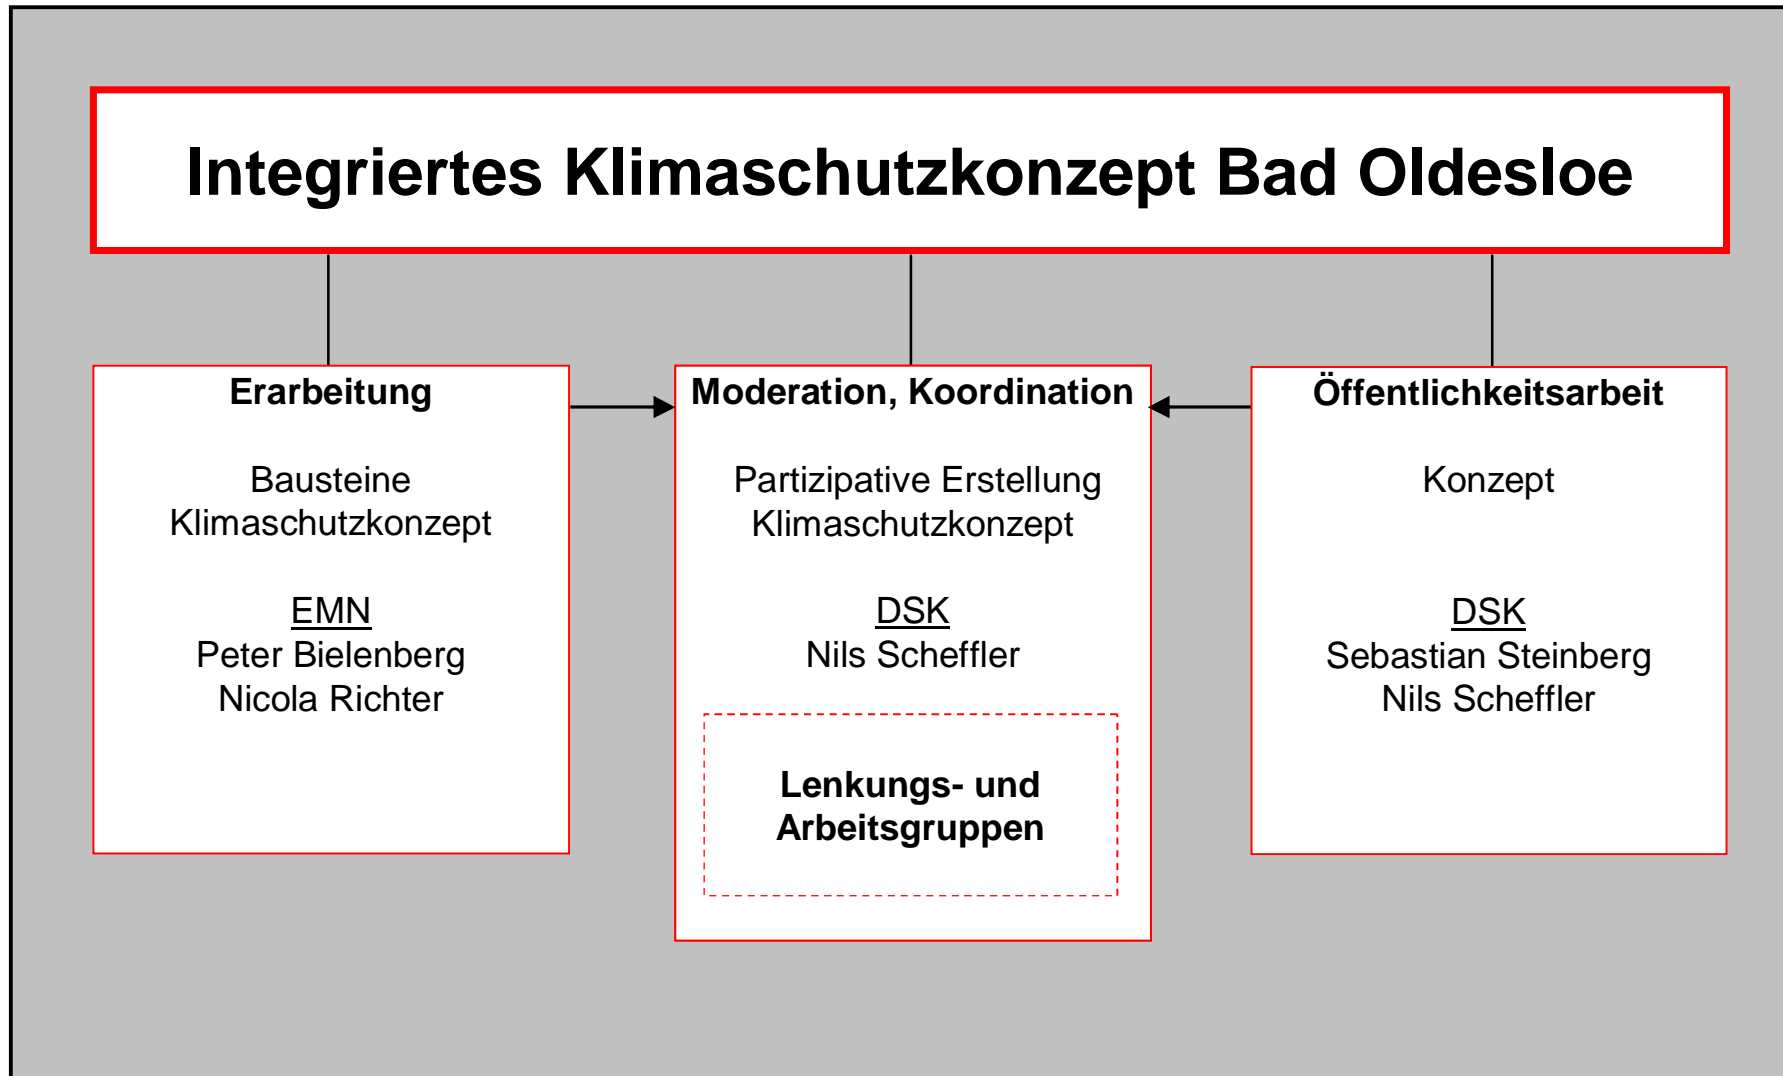 Integriertes Klimaschutzkonzept Bad Oldesloe
Erarbeitung
Bausteine
Klimaschutzkonzept
EMN
Peter Bielenberg
Nicola Richter
Moderation, Koordination
Partizipative Erstellung
Klimaschutzkonzept
DSK
Nils Scheffler
Lenkungs- und
Arbeitsgruppen
Öffentlichkeitsarbeit
Konzept
DSK
Sebastian Steinberg
Nils Scheffler